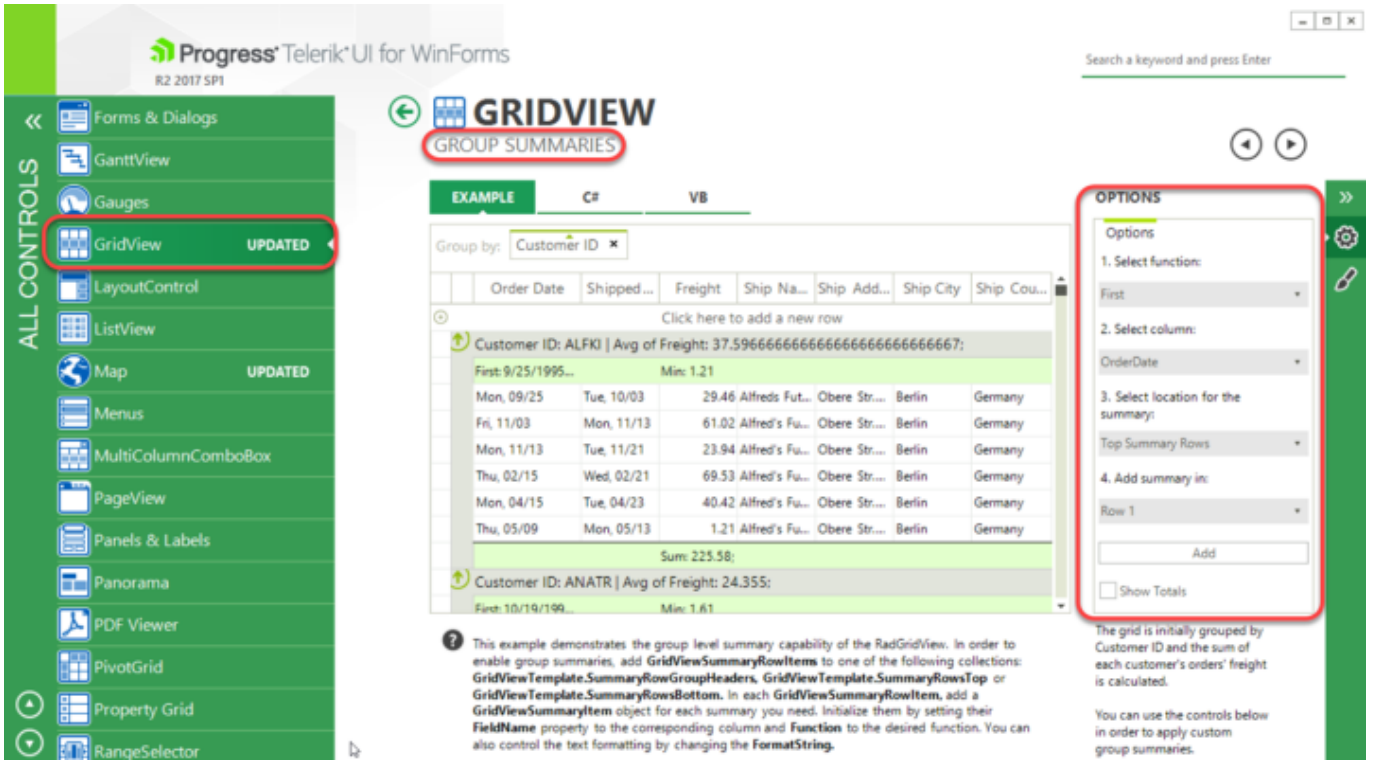 Progress Telerik UI for WinForms
R2 2017 SP1
Search a keyword and press Enter
ALL CONTROLS
Forms & Dialogs
GanttView
Gauges
GridView UPDATED
LayoutControl
ListView
Map UPDATED
Menus
MultiColumnComboBox
PageView
Panels & Labels
Panorama
PDF Viewer
PivotGrid
Property Grid
RangeSelector
GRIDVIEW
GROUP SUMMARIES
EXAMPLE C# VB
Group by: Customer ID ×
Order Date Shipped... Freight Ship Na... Ship Add... Ship City Ship Cou...
Click here to add a new row
Customer ID: ALFKI | Avg of Freight: 37.596666666666666666666666667;
First: 9/25/1995... Min: 1.21
Mon, 09/25 Tue, 10/03 29.46 Alfreds Fut... Obere Str.... Berlin Germany
Fri, 11/03 Mon, 11/13 61.02 Alfred's Fu... Obere Str.... Berlin Germany
Mon, 11/13 Tue, 11/21 23.94 Alfred's Fu... Obere Str.... Berlin Germany
Thu, 02/15 Wed, 02/21 69.53 Alfred's Fu... Obere Str.... Berlin Germany
Mon, 04/15 Tue, 04/23 40.42 Alfred's Fu... Obere Str.... Berlin Germany
Thu, 05/09 Mon, 05/13 1.21 Alfred's Fu... Obere Str.... Berlin Germany
Sum: 225.58;
Customer ID: ANATR | Avg of Freight: 24.355;
First: 10/19/199... Min: 1.61
This example demonstrates the group level summary capability of the RadGridView. In order to
enable group summaries, add GridViewSummaryRowItems to one of the following collections:
GridViewTemplate.SummaryRowGroupHeaders, GridViewTemplate.SummaryRowsTop or
GridViewTemplate.SummaryRowsBottom. In each GridViewSummaryRowItem, add a
GridViewSummaryItem object for each summary you need. Initialize them by setting their
FieldName property to the corresponding column and Function to the desired function. You can
also control the text formatting by changing the FormatString.
OPTIONS
Options
1. Select function:
First
2. Select column:
OrderDate
3. Select location for the
summary:
Top Summary Rows
4. Add summary in:
Row 1
Add
Show Totals
The grid is initially grouped by
Customer ID and the sum of
each customer's orders' freight
is calculated.
You can use the controls below
in order to apply custom
group summaries.